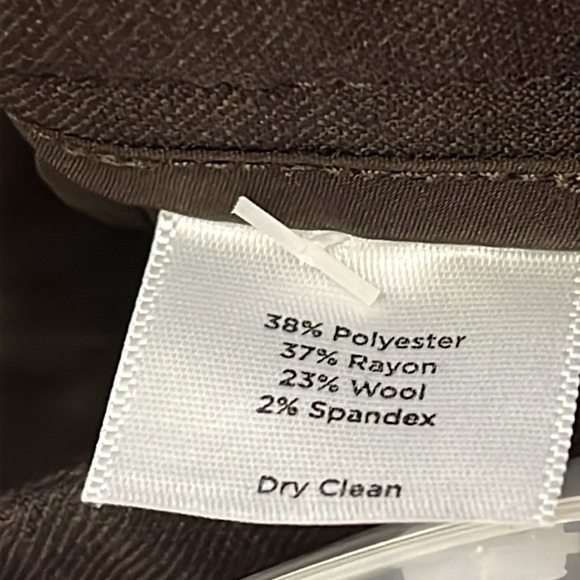 38% Polyester
37% Rayon
23% Wool
2% Spandex
Dry Clean